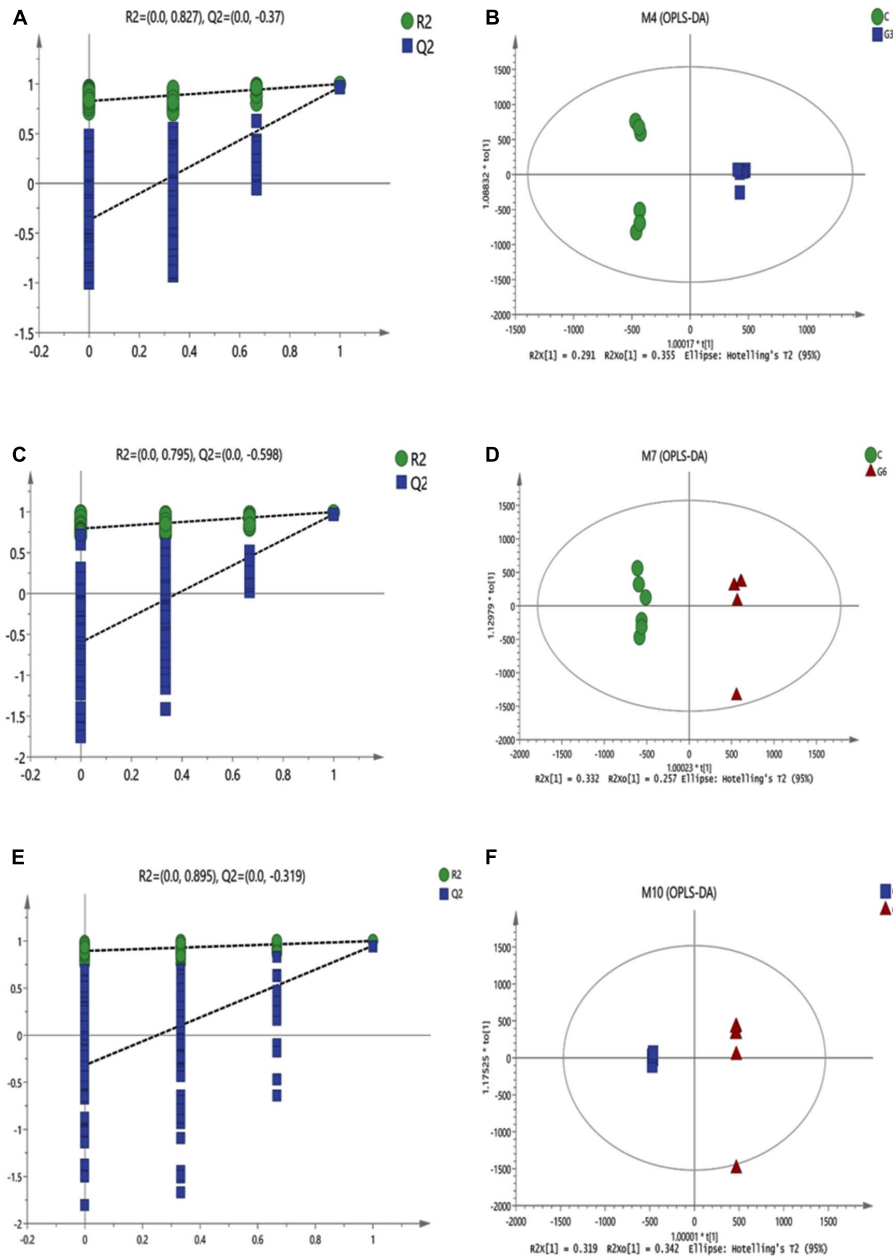 A
R2=(0.0, 0.827), Q2=(0.0, -0.37)
R2
Q2
1
0.5
0
-0.5
-1
-1.5
-0.2 0 0.2 0.4 0.6 0.8 1
B
M4 (OPLS-DA)
C
G3
1500
1000
500
0
-500
-1000
-1500
-2000
1.08832 * to[1]
-1500 -1000 -500 0 500 1000
1.00017 * t[1]
R2X[1] = 0.291 R2Xo[1] = 0.355 Ellipse: Hotelling's T2 (95%)
C
R2=(0.0, 0.795), Q2=(0.0, -0.598)
R2
Q2
1
0.5
0
-0.5
-1
-1.5
-2
-0.2 0 0.2 0.4 0.6 0.8 1
D
M7 (OPLS-DA)
C
G6
1500
1000
500
0
-500
-1000
-1500
-2000
1.12979 * to[1]
-2000 -1500 -1000 -500 0 500 1000 1500
1.00023 * t[1]
R2X[1] = 0.332 R2Xo[1] = 0.257 Ellipse: Hotelling's T2 (95%)
E
R2=(0.0, 0.895), Q2=(0.0, -0.319)
R2
Q2
1
0.5
0
-0.5
-1
-1.5
-2
0 0.2 0.4 0.6 0.8 1
F
M10 (OPLS-DA)
1500
1000
500
0
-500
-1000
-1500
-2000
1.17525 * to[1]
-2000 -1500 -1000 -500 0 500 1000 1500
1.00001 * t[1]
R2X[1] = 0.319 R2Xo[1] = 0.342 Ellipse: Hotelling's T2 (95%)